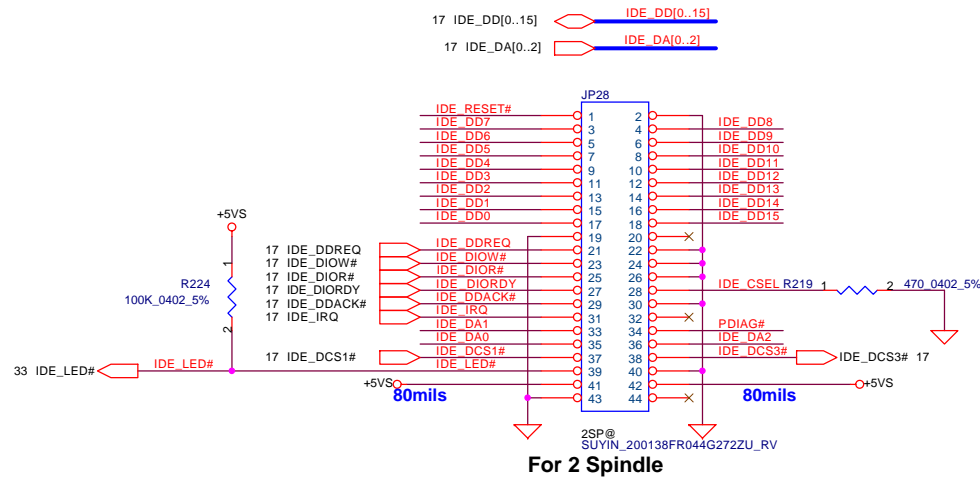 17 IDE_DD[0..15] IDE_DD[0..15]
17 IDE_DA[0..2] IDE_DA[0..2]
JP28
IDE_RESET# 1 2
IDE_DD7 3 4 IDE_DD8
IDE_DD6 5 6 IDE_DD9
IDE_DD5 7 8 IDE_DD10
IDE_DD4 9 10 IDE_DD11
IDE_DD3 11 12 IDE_DD12
IDE_DD2 13 14 IDE_DD13
IDE_DD1 15 16 IDE_DD14
IDE_DD0 17 18 IDE_DD15
+5VS
19 20
17 IDE_DDREQ IDE_DDREQ 21 22
17 IDE_DIOW# IDE_DIOW# 23 24
1
17 IDE_DIOR# IDE_DIOR# 25 26
R224
17 IDE_DIORDY IDE_DIORDY 27 28 IDE_CSEL R219 1 2 470_0402_5%
100K_0402_5%
17 IDE_DDACK# IDE_DDACK# 29 30
17 IDE_IRQ IDE_IRQ 31 32
2
IDE_DA1 33 34 PDIAG#
IDE_DA0 35 36 IDE_DA2
17 IDE_DCS1# IDE_DCS1# 37 38 IDE_DCS3# IDE_DCS3# 17
33 IDE_LED# IDE_LED# IDE_LED# 39 40
+5VS 41 42 +5VS
80mils 43 44 80mils
2SP@
SUYIN_200138FR044G272ZU_RV
For 2 Spindle